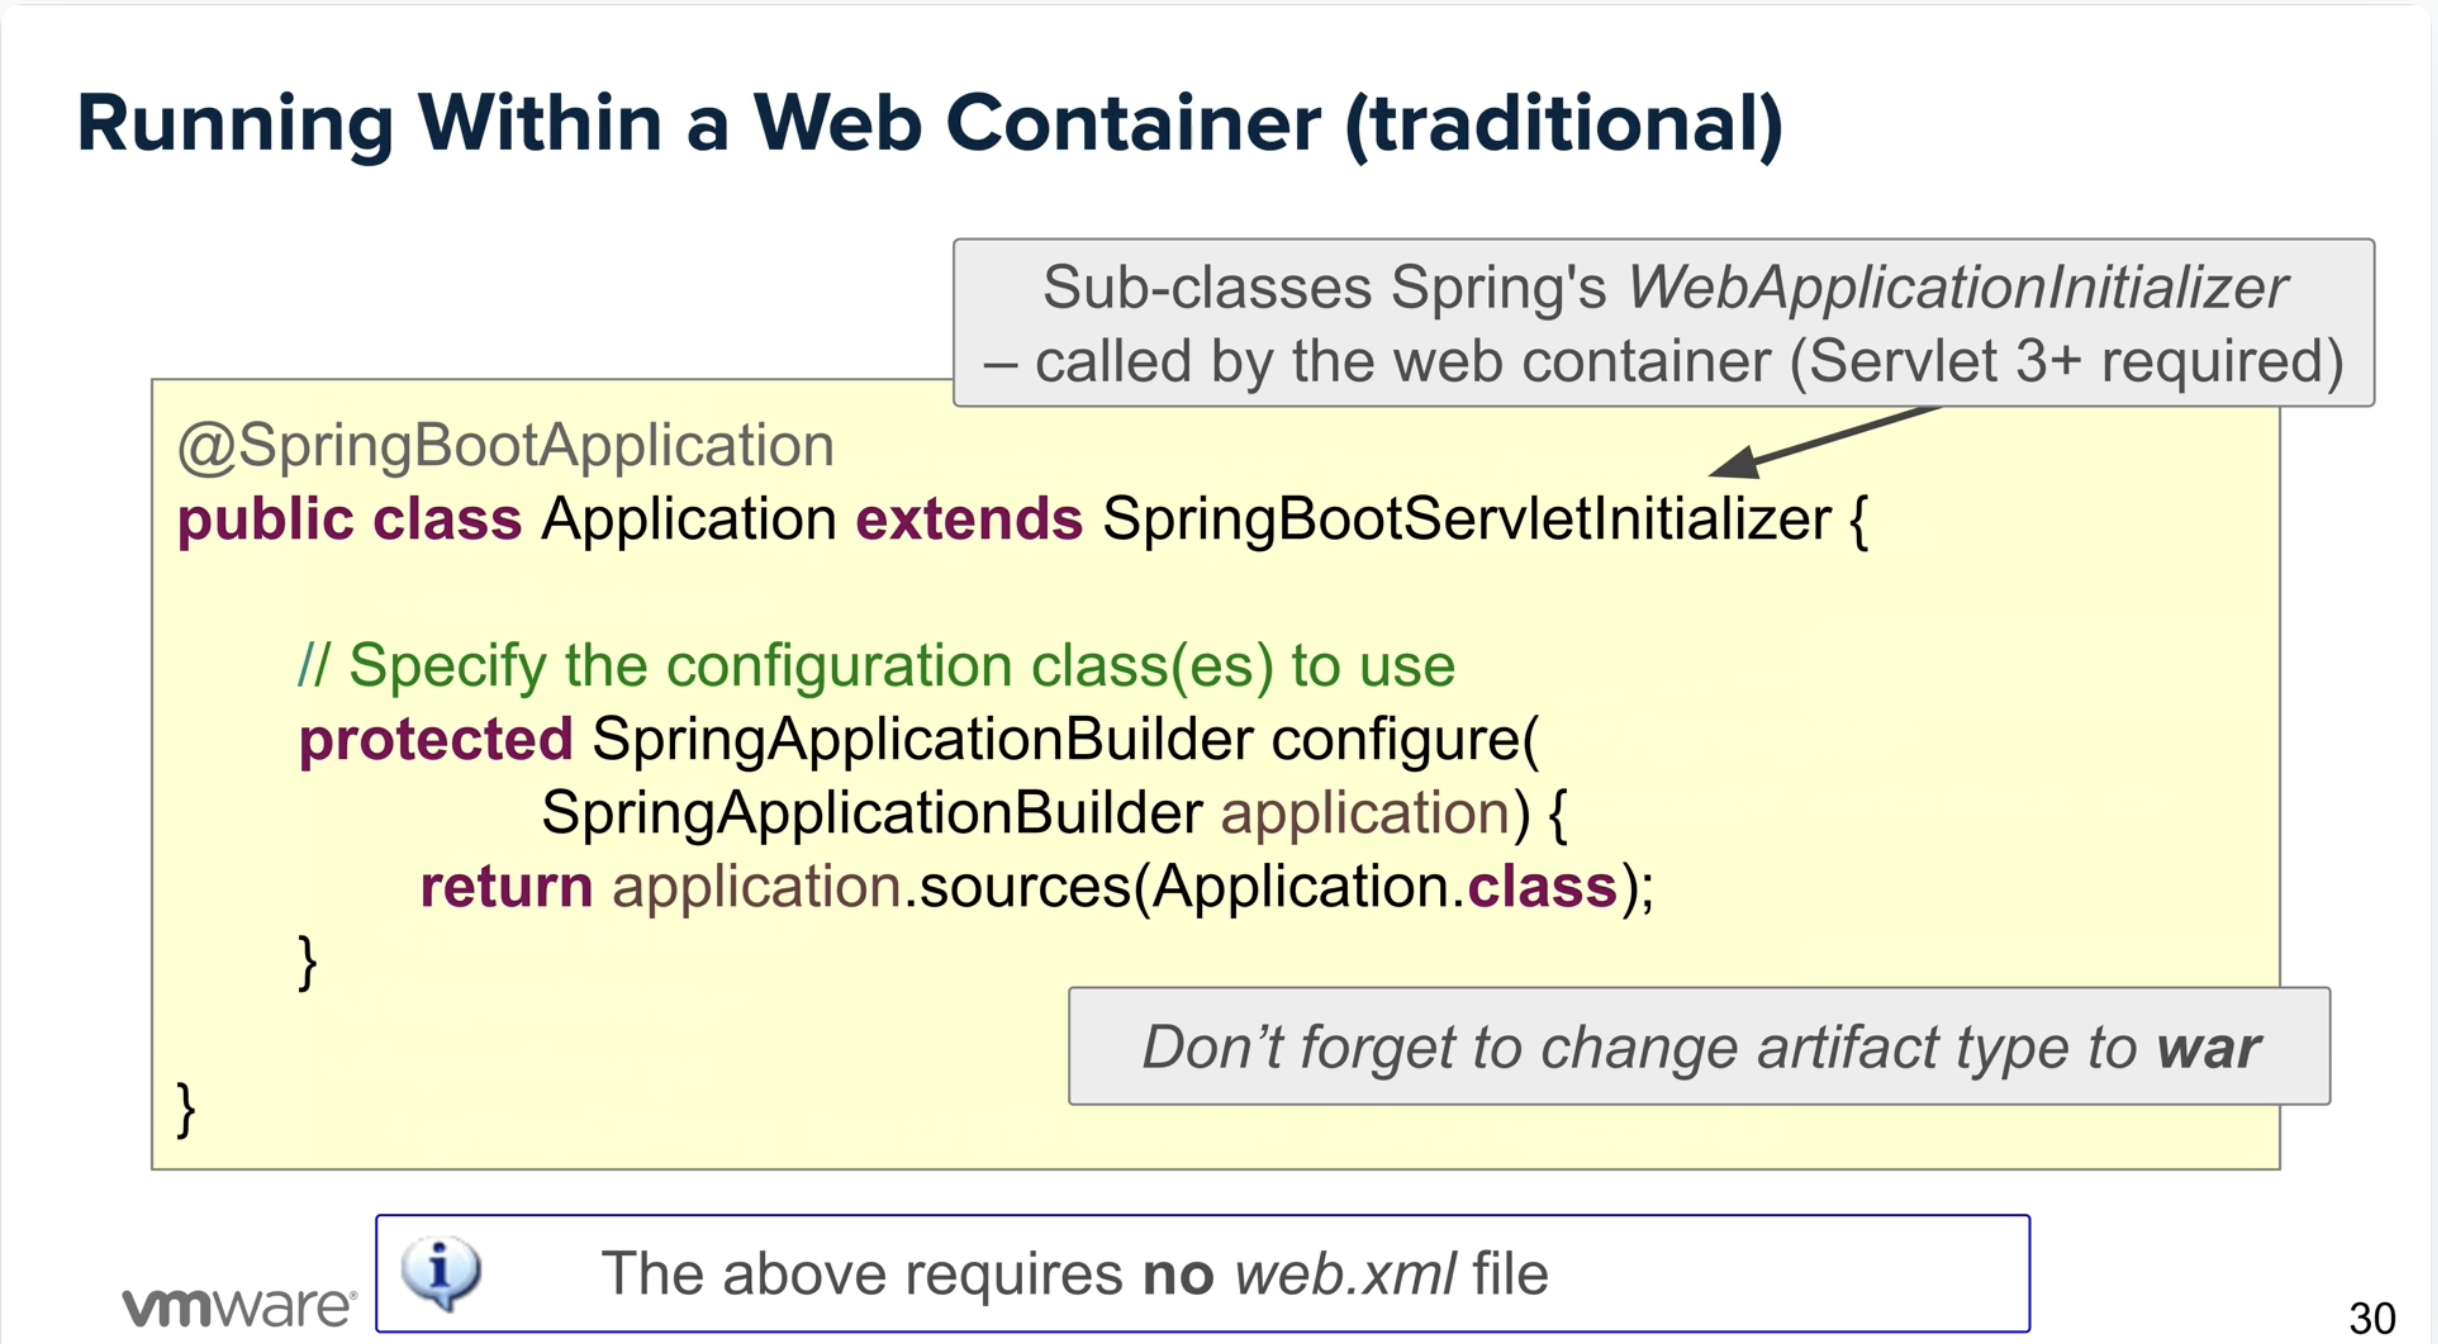 Running Within a Web Container (traditional)
Sub-classes Spring's WebApplicationInitializer
– called by the web container (Servlet 3+ required)
@SpringBootApplication
public class Application extends SpringBootServletInitializer {
// Specify the configuration class(es) to use
protected SpringApplicationBuilder configure(
SpringApplicationBuilder application) {
return application.sources(Application.class);
}
Don’t forget to change artifact type to war
}
The above requires no web.xml file
vmware®
30